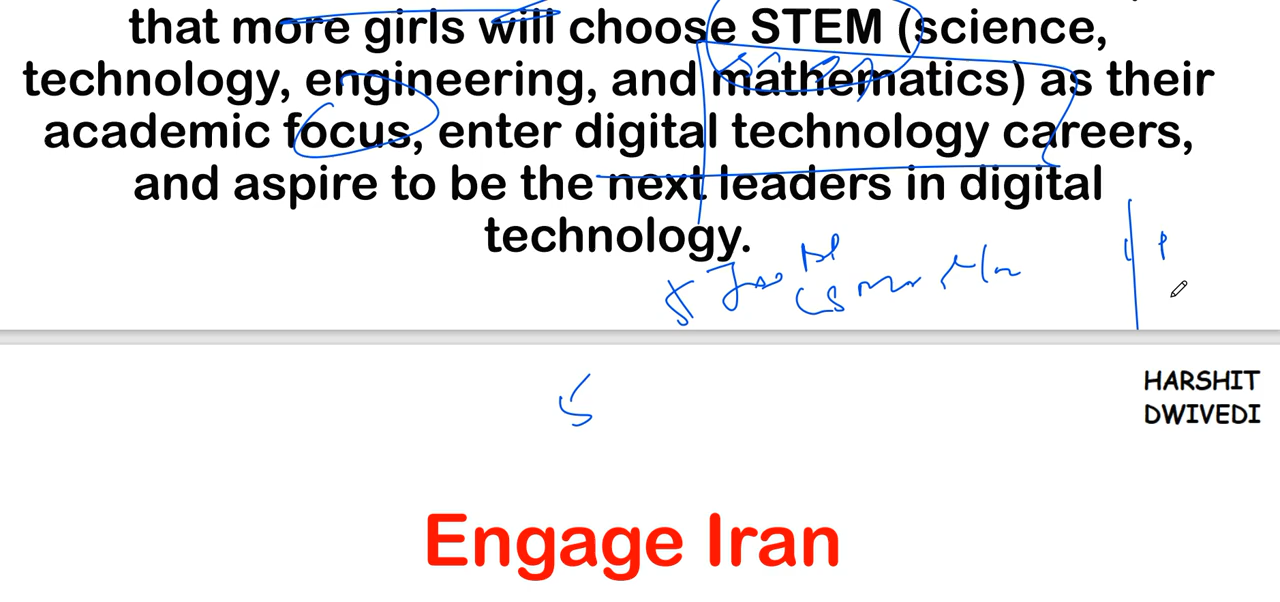 that more girls will choose STEM (science,
technology, engineering, and mathematics) as their
academic focus, enter digital technology careers,
and aspire to be the next leaders in digital
technology.
HARSHIT
DWIVEDI
Engage Iran